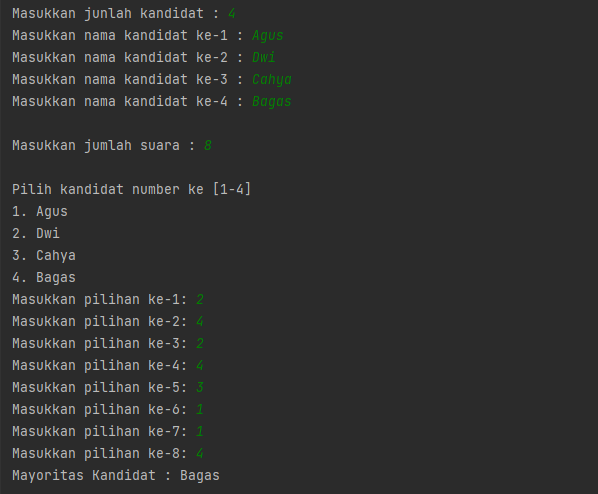 Masukkan junlah kandidat : 4
Masukkan nama kandidat ke-1 : Agus
Masukkan nama kandidat ke-2 : Dwi
Masukkan nama kandidat ke-3 : Cahya
Masukkan nama kandidat ke-4 : Bagas
Masukkan jumlah suara : 8
Pilih kandidat number ke [1-4]
1. Agus
2. Dwi
3. Cahya
4. Bagas
Masukkan pilihan ke-1: 2
Masukkan pilihan ke-2: 4
Masukkan pilihan ke-3: 2
Masukkan pilihan ke-4: 4
Masukkan pilihan ke-5: 3
Masukkan pilihan ke-6: 1
Masukkan pilihan ke-7: 1
Masukkan pilihan ke-8: 4
Mayoritas Kandidat : Bagas